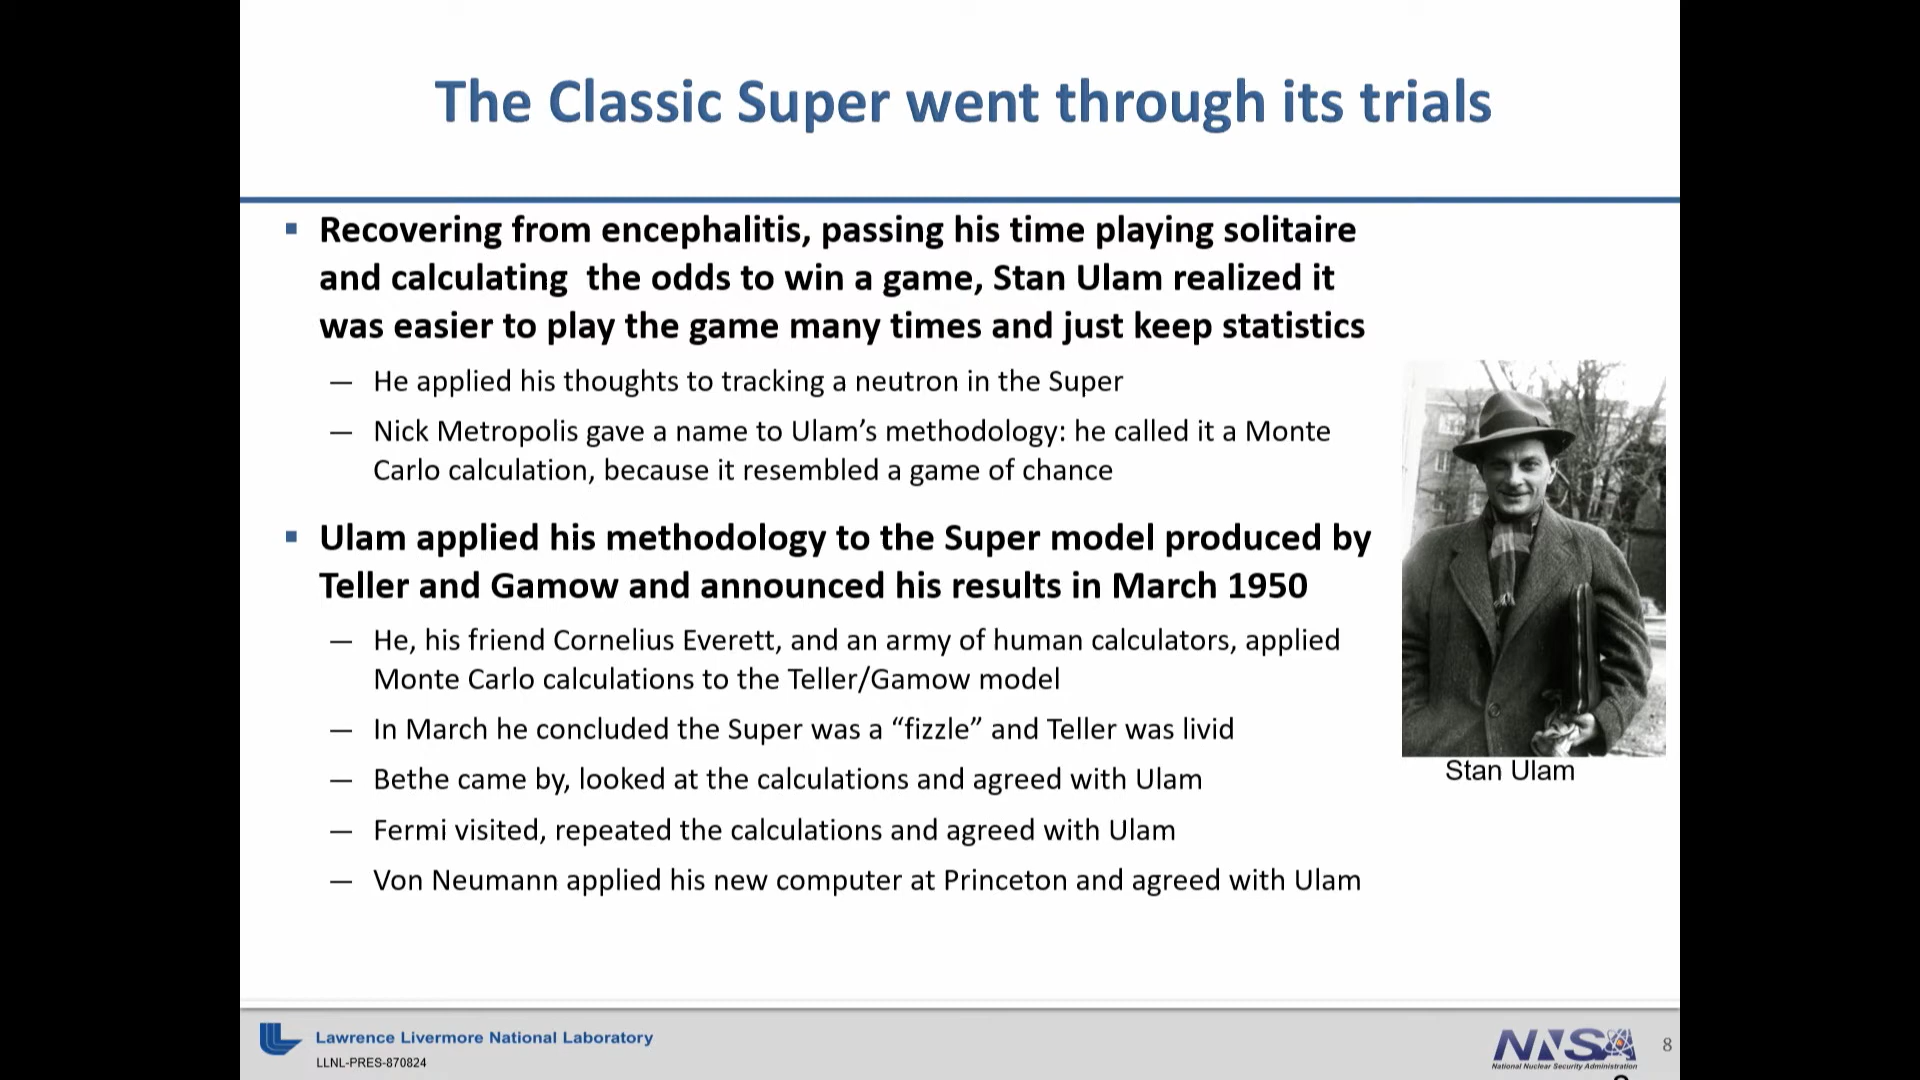 The Classic Super went through its trials
Recovering from encephalitis, passing his time playing solitaire
and calculating the odds to win a game, Stan Ulam realized it
was easier to play the game many times and just keep statistics
— He applied his thoughts to tracking a neutron in the Super
— Nick Metropolis gave a name to Ulam’s methodology: he called it a Monte
Carlo calculation, because it resembled a game of chance
Ulam applied his methodology to the Super model produced by
Teller and Gamow and announced his results in March 1950
— He, his friend Cornelius Everett, and an army of human calculators, applied
Monte Carlo calculations to the Teller/Gamow model
— In March he concluded the Super was a “fizzle” and Teller was livid
— Bethe came by, looked at the calculations and agreed with Ulam
— Fermi visited, repeated the calculations and agreed with Ulam
— Von Neumann applied his new computer at Princeton and agreed with Ulam
Stan Ulam
Lawrence Livermore National Laboratory
LLNL-PRES-870824
NNSA
National Nuclear Security Administration
8